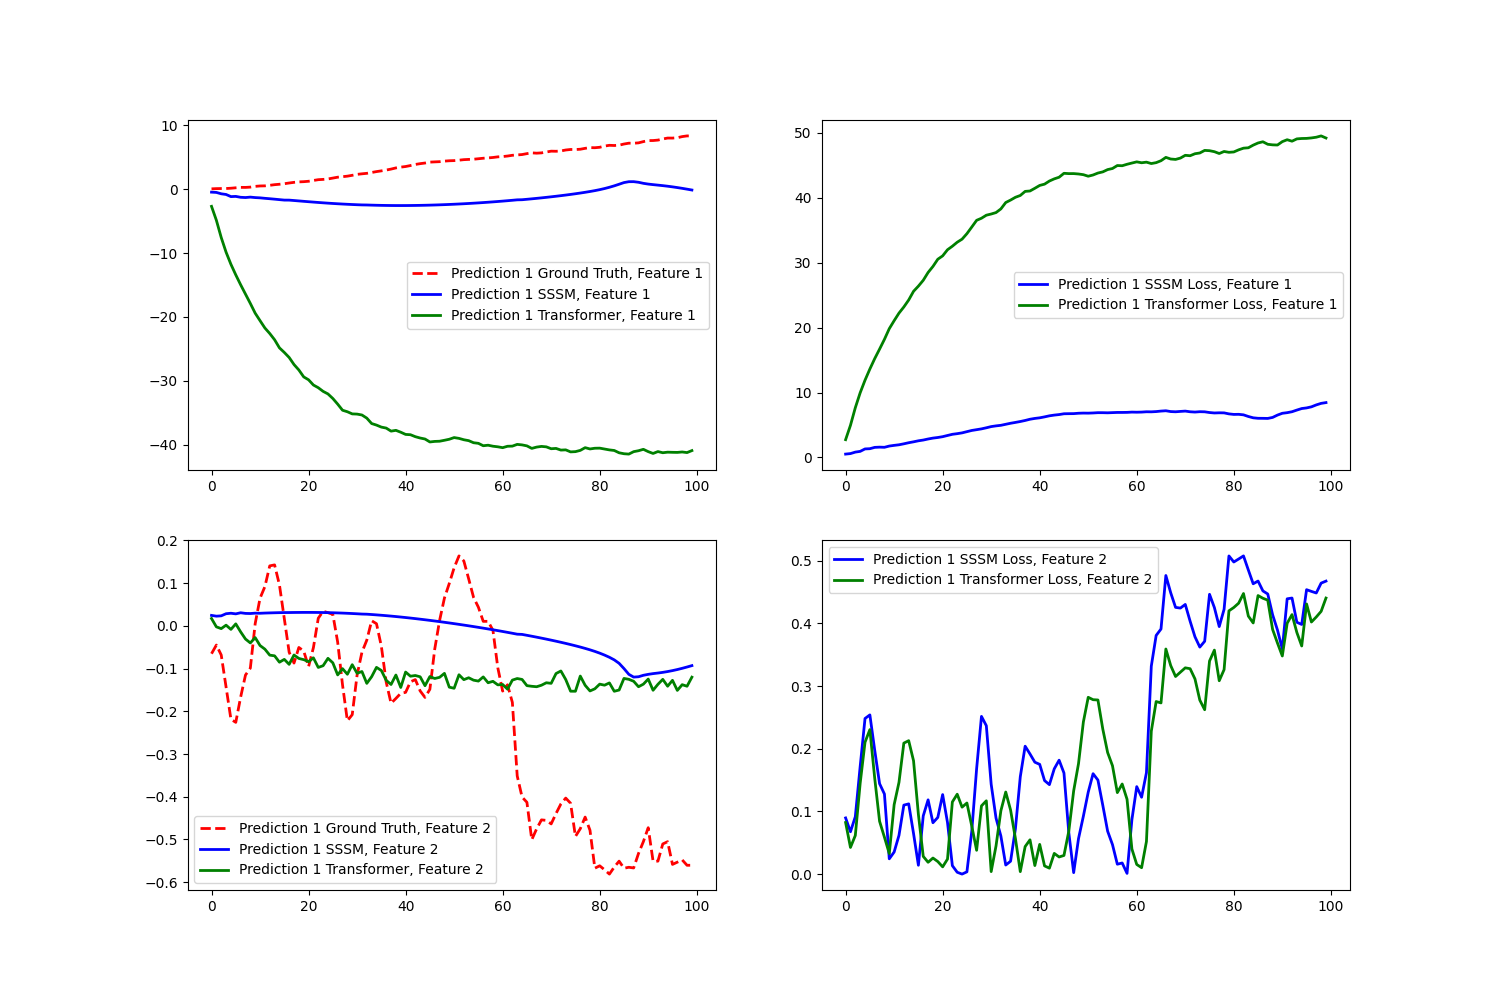 10
0
−10
−20
−30
−40
0 20 40 60 80 100
Prediction 1 Ground Truth, Feature 1
Prediction 1 SSSM, Feature 1
Prediction 1 Transformer, Feature 1
50
40
30
20
10
0
0 20 40 60 80 100
Prediction 1 SSSM Loss, Feature 1
Prediction 1 Transformer Loss, Feature 1
0.2
0.1
0.0
−0.1
−0.2
−0.3
−0.4
−0.5
−0.6
0 20 40 60 80 100
Prediction 1 Ground Truth, Feature 2
Prediction 1 SSSM, Feature 2
Prediction 1 Transformer, Feature 2
0.5
0.4
0.3
0.2
0.1
0.0
0 20 40 60 80 100
Prediction 1 SSSM Loss, Feature 2
Prediction 1 Transformer Loss, Feature 2